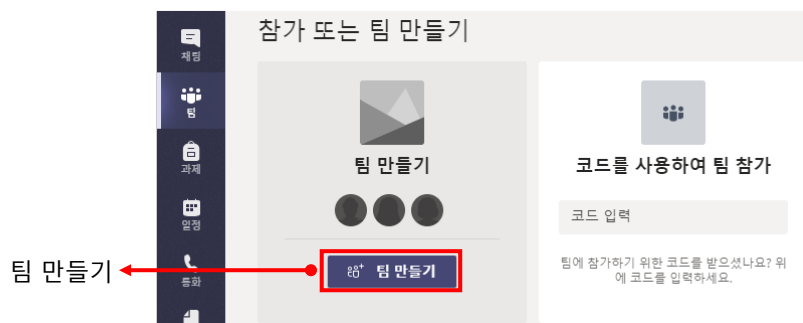 참가 또는 팀 만들기
채팅
팀
과제
일정
통화
팀 만들기
팀 만들기
코드를 사용하여 팀 참가
코드 입력
팀에 참가하기 위한 코드를 받으셨나요? 위
에 코드를 입력하세요.
팀 만들기